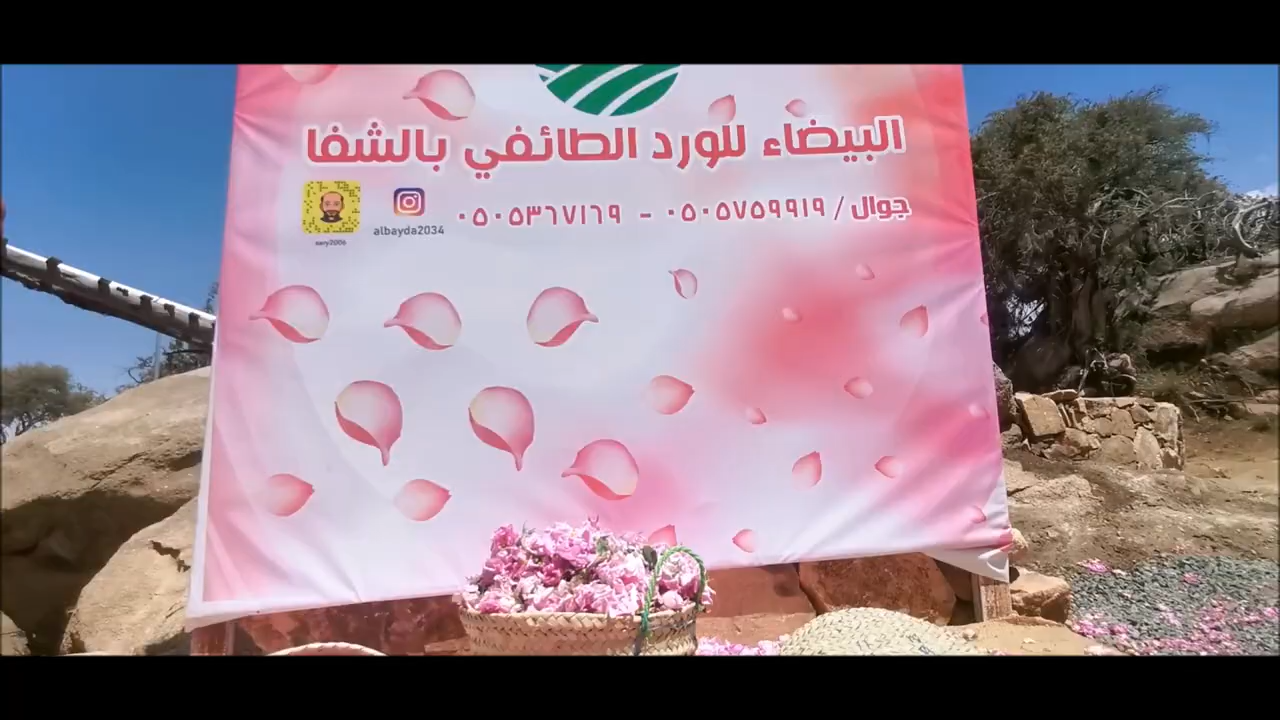 البيضاء للورد الطائفي بالشفا
جوال / ٠٥٠٥٧٥٩٩١٩ - ٠٥٠٥٣٦٧١٦٩
albayda2034